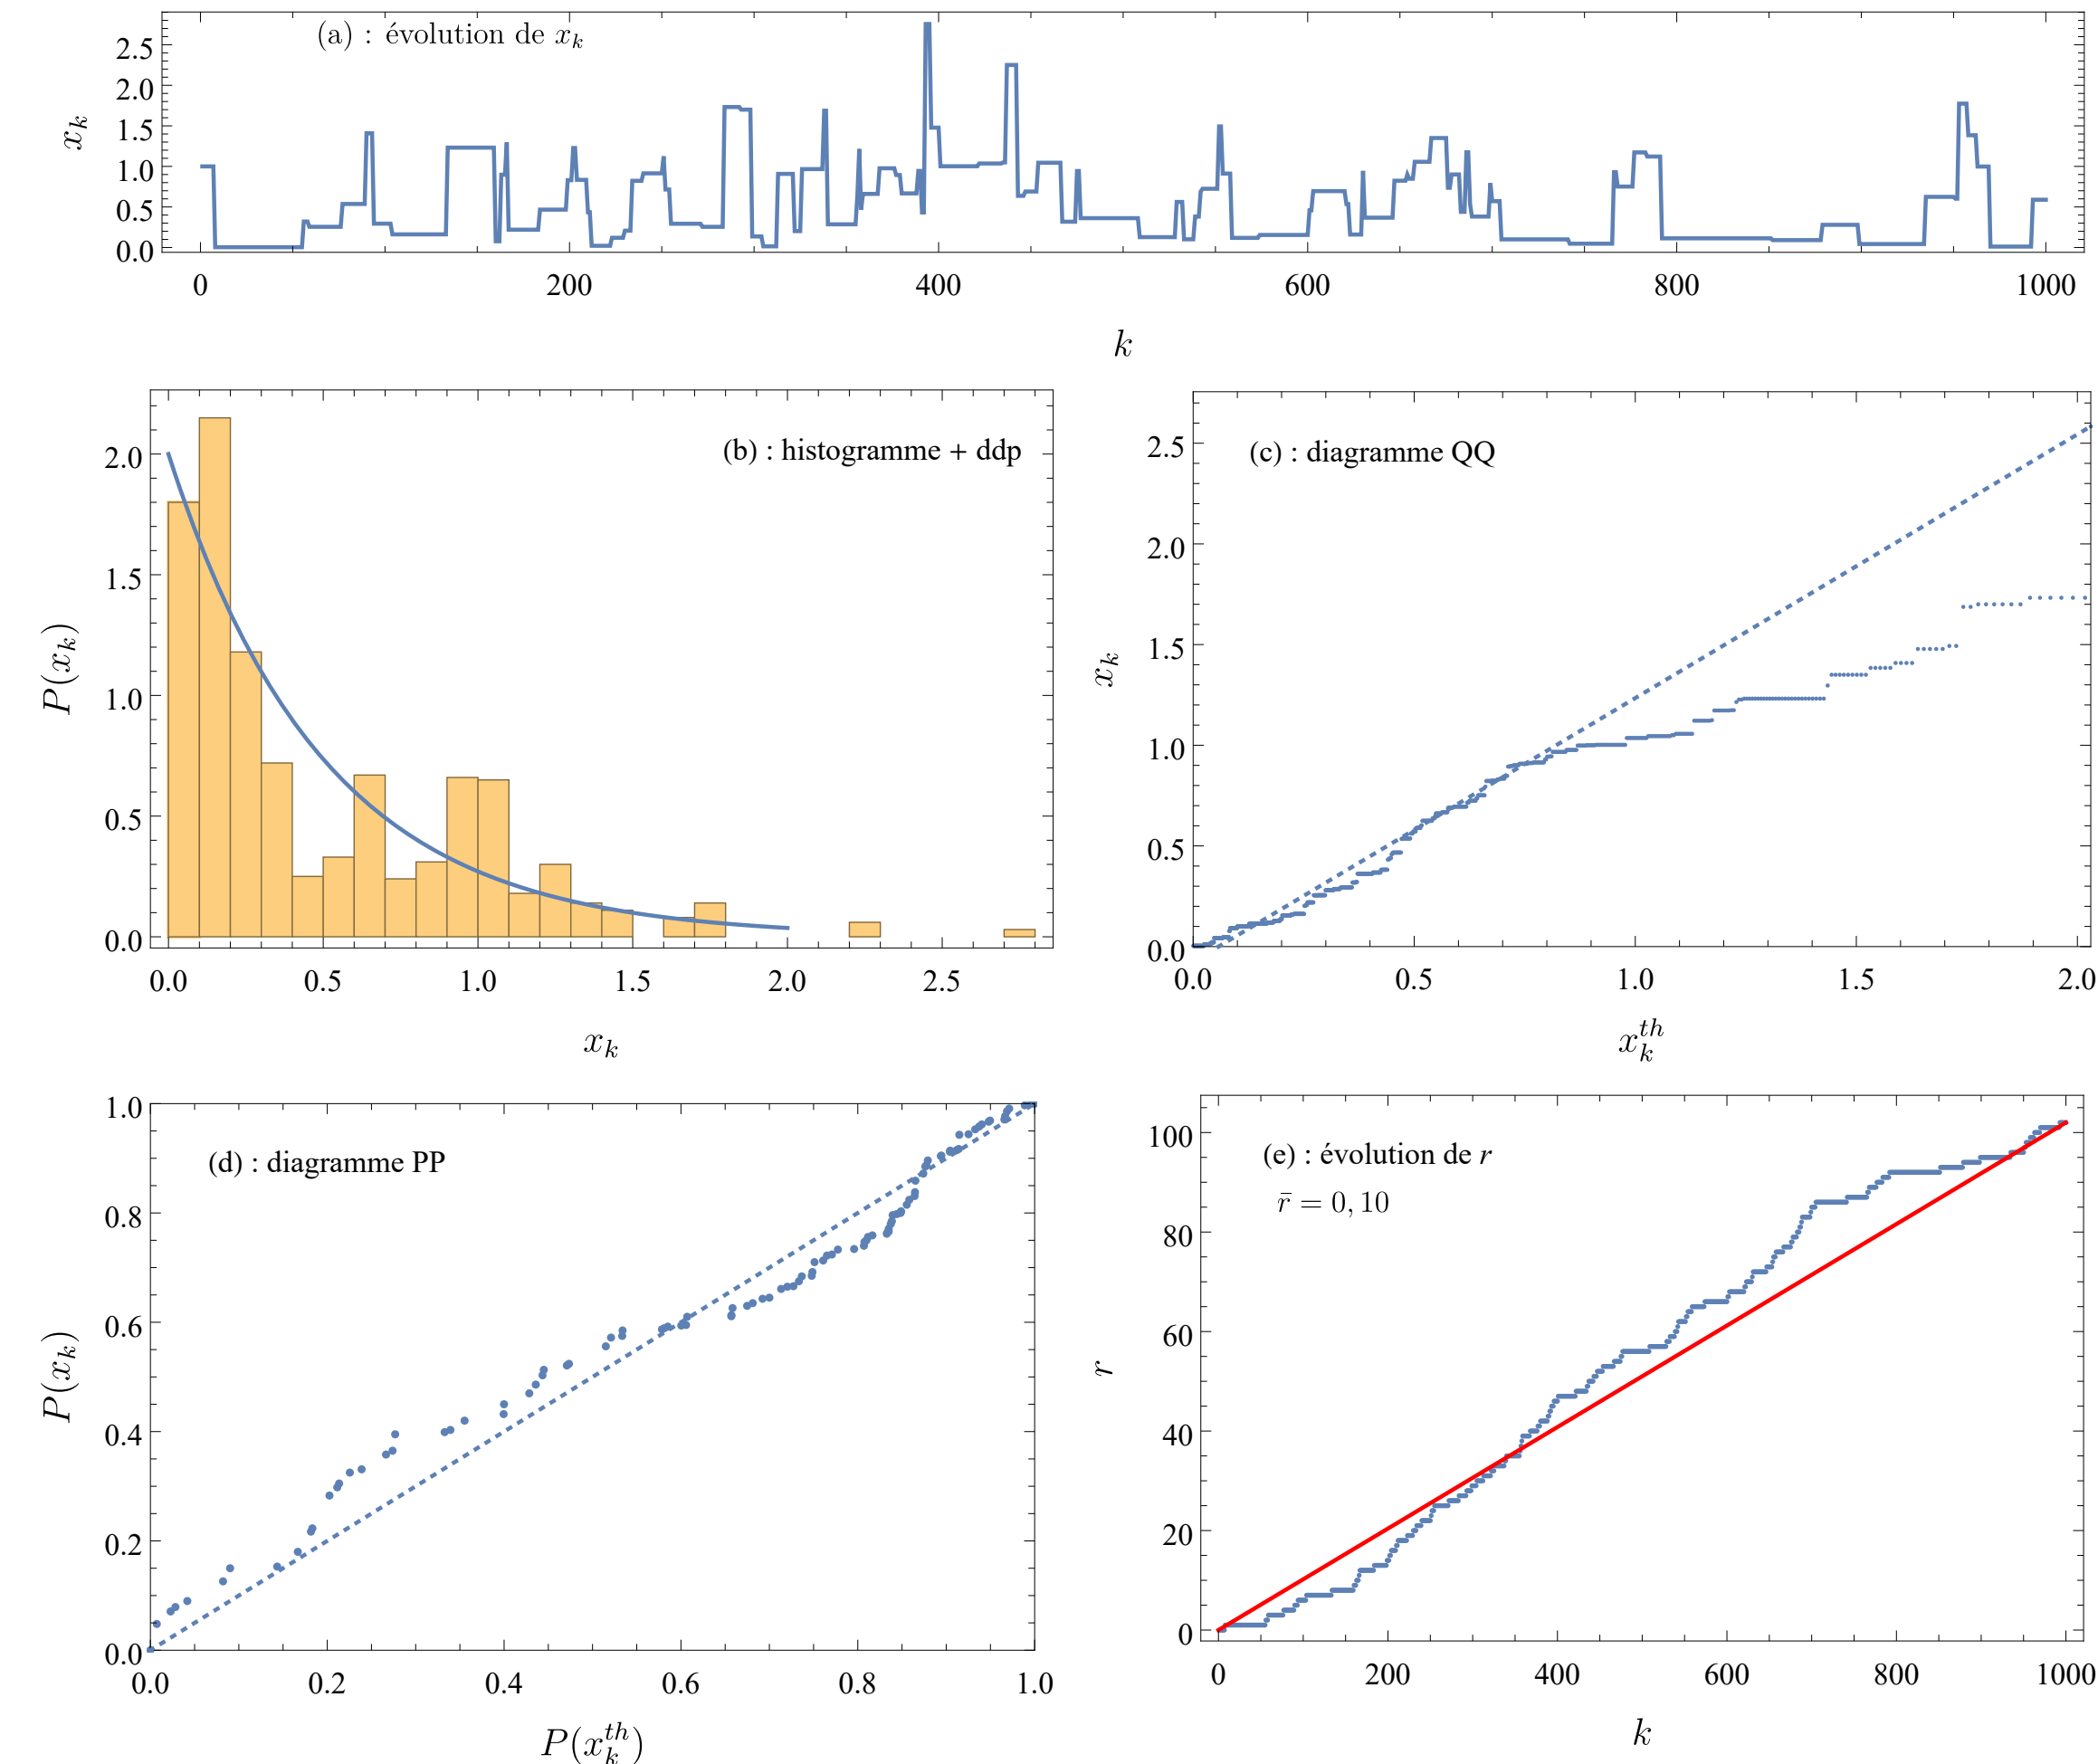 (a) : évolution de x_k
x_k
2.5
2.0
1.5
1.0
0.5
0.0
0 200 400 600 800 1000
k
(b) : histogramme + ddp
P(x_k)
2.0
1.5
1.0
0.5
0.0
0.0 0.5 1.0 1.5 2.0 2.5
x_k
(c) : diagramme QQ
x_k
2.5
2.0
1.5
1.0
0.5
0.0
0.0 0.5 1.0 1.5 2.0
x_k^{th}
(d) : diagramme PP
P(x_k)
1.0
0.8
0.6
0.4
0.2
0.0
0.0 0.2 0.4 0.6 0.8 1.0
P(x_k^{th})
(e) : évolution de r
r̄ = 0, 10
r
100
80
60
40
20
0
0 200 400 600 800 1000
k